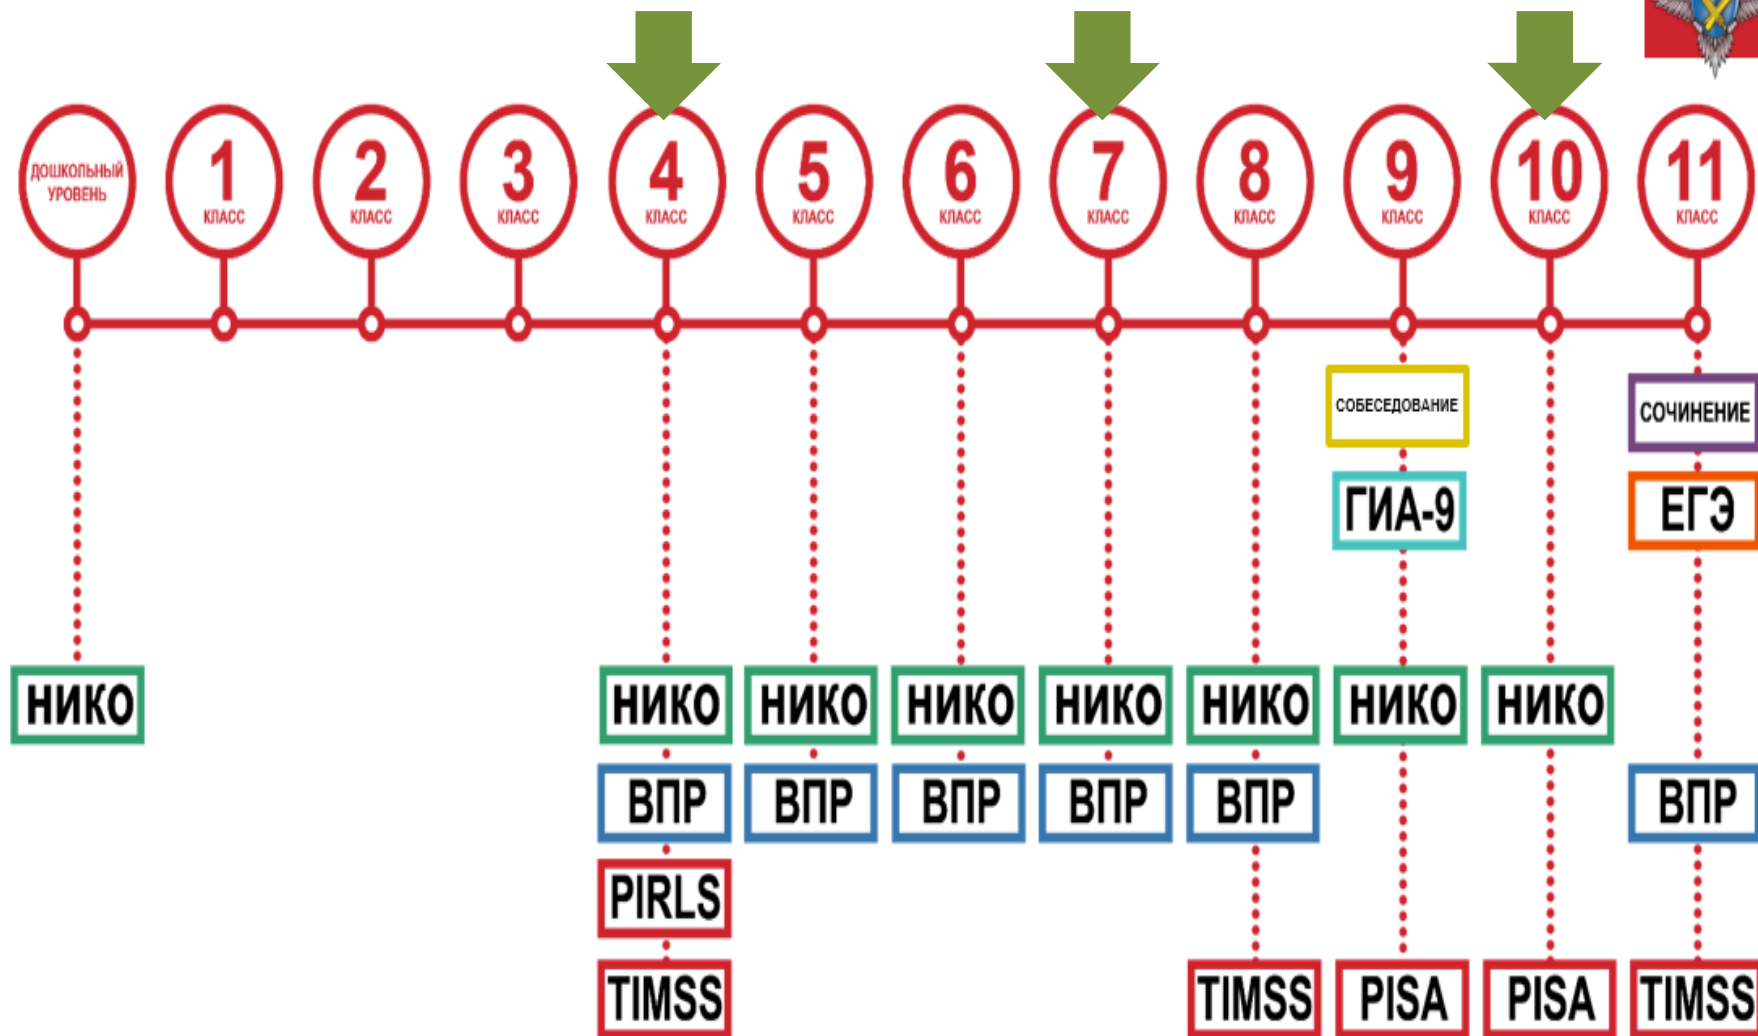 ДОШКОЛЬНЫЙ
УРОВЕНЬ
1
КЛАСС
2
КЛАСС
3
КЛАСС
4
КЛАСС
5
КЛАСС
6
КЛАСС
7
КЛАСС
8
КЛАСС
9
КЛАСС
10
КЛАСС
11
КЛАСС
СОБЕСЕДОВАНИЕ
СОЧИНЕНИЕ
ГИА-9
ЕГЭ
НИКО
НИКО
НИКО
НИКО
НИКО
НИКО
НИКО
НИКО
ВПР
ВПР
ВПР
ВПР
ВПР
ВПР
PIRLS
TIMSS
TIMSS
PISA
PISA
TIMSS